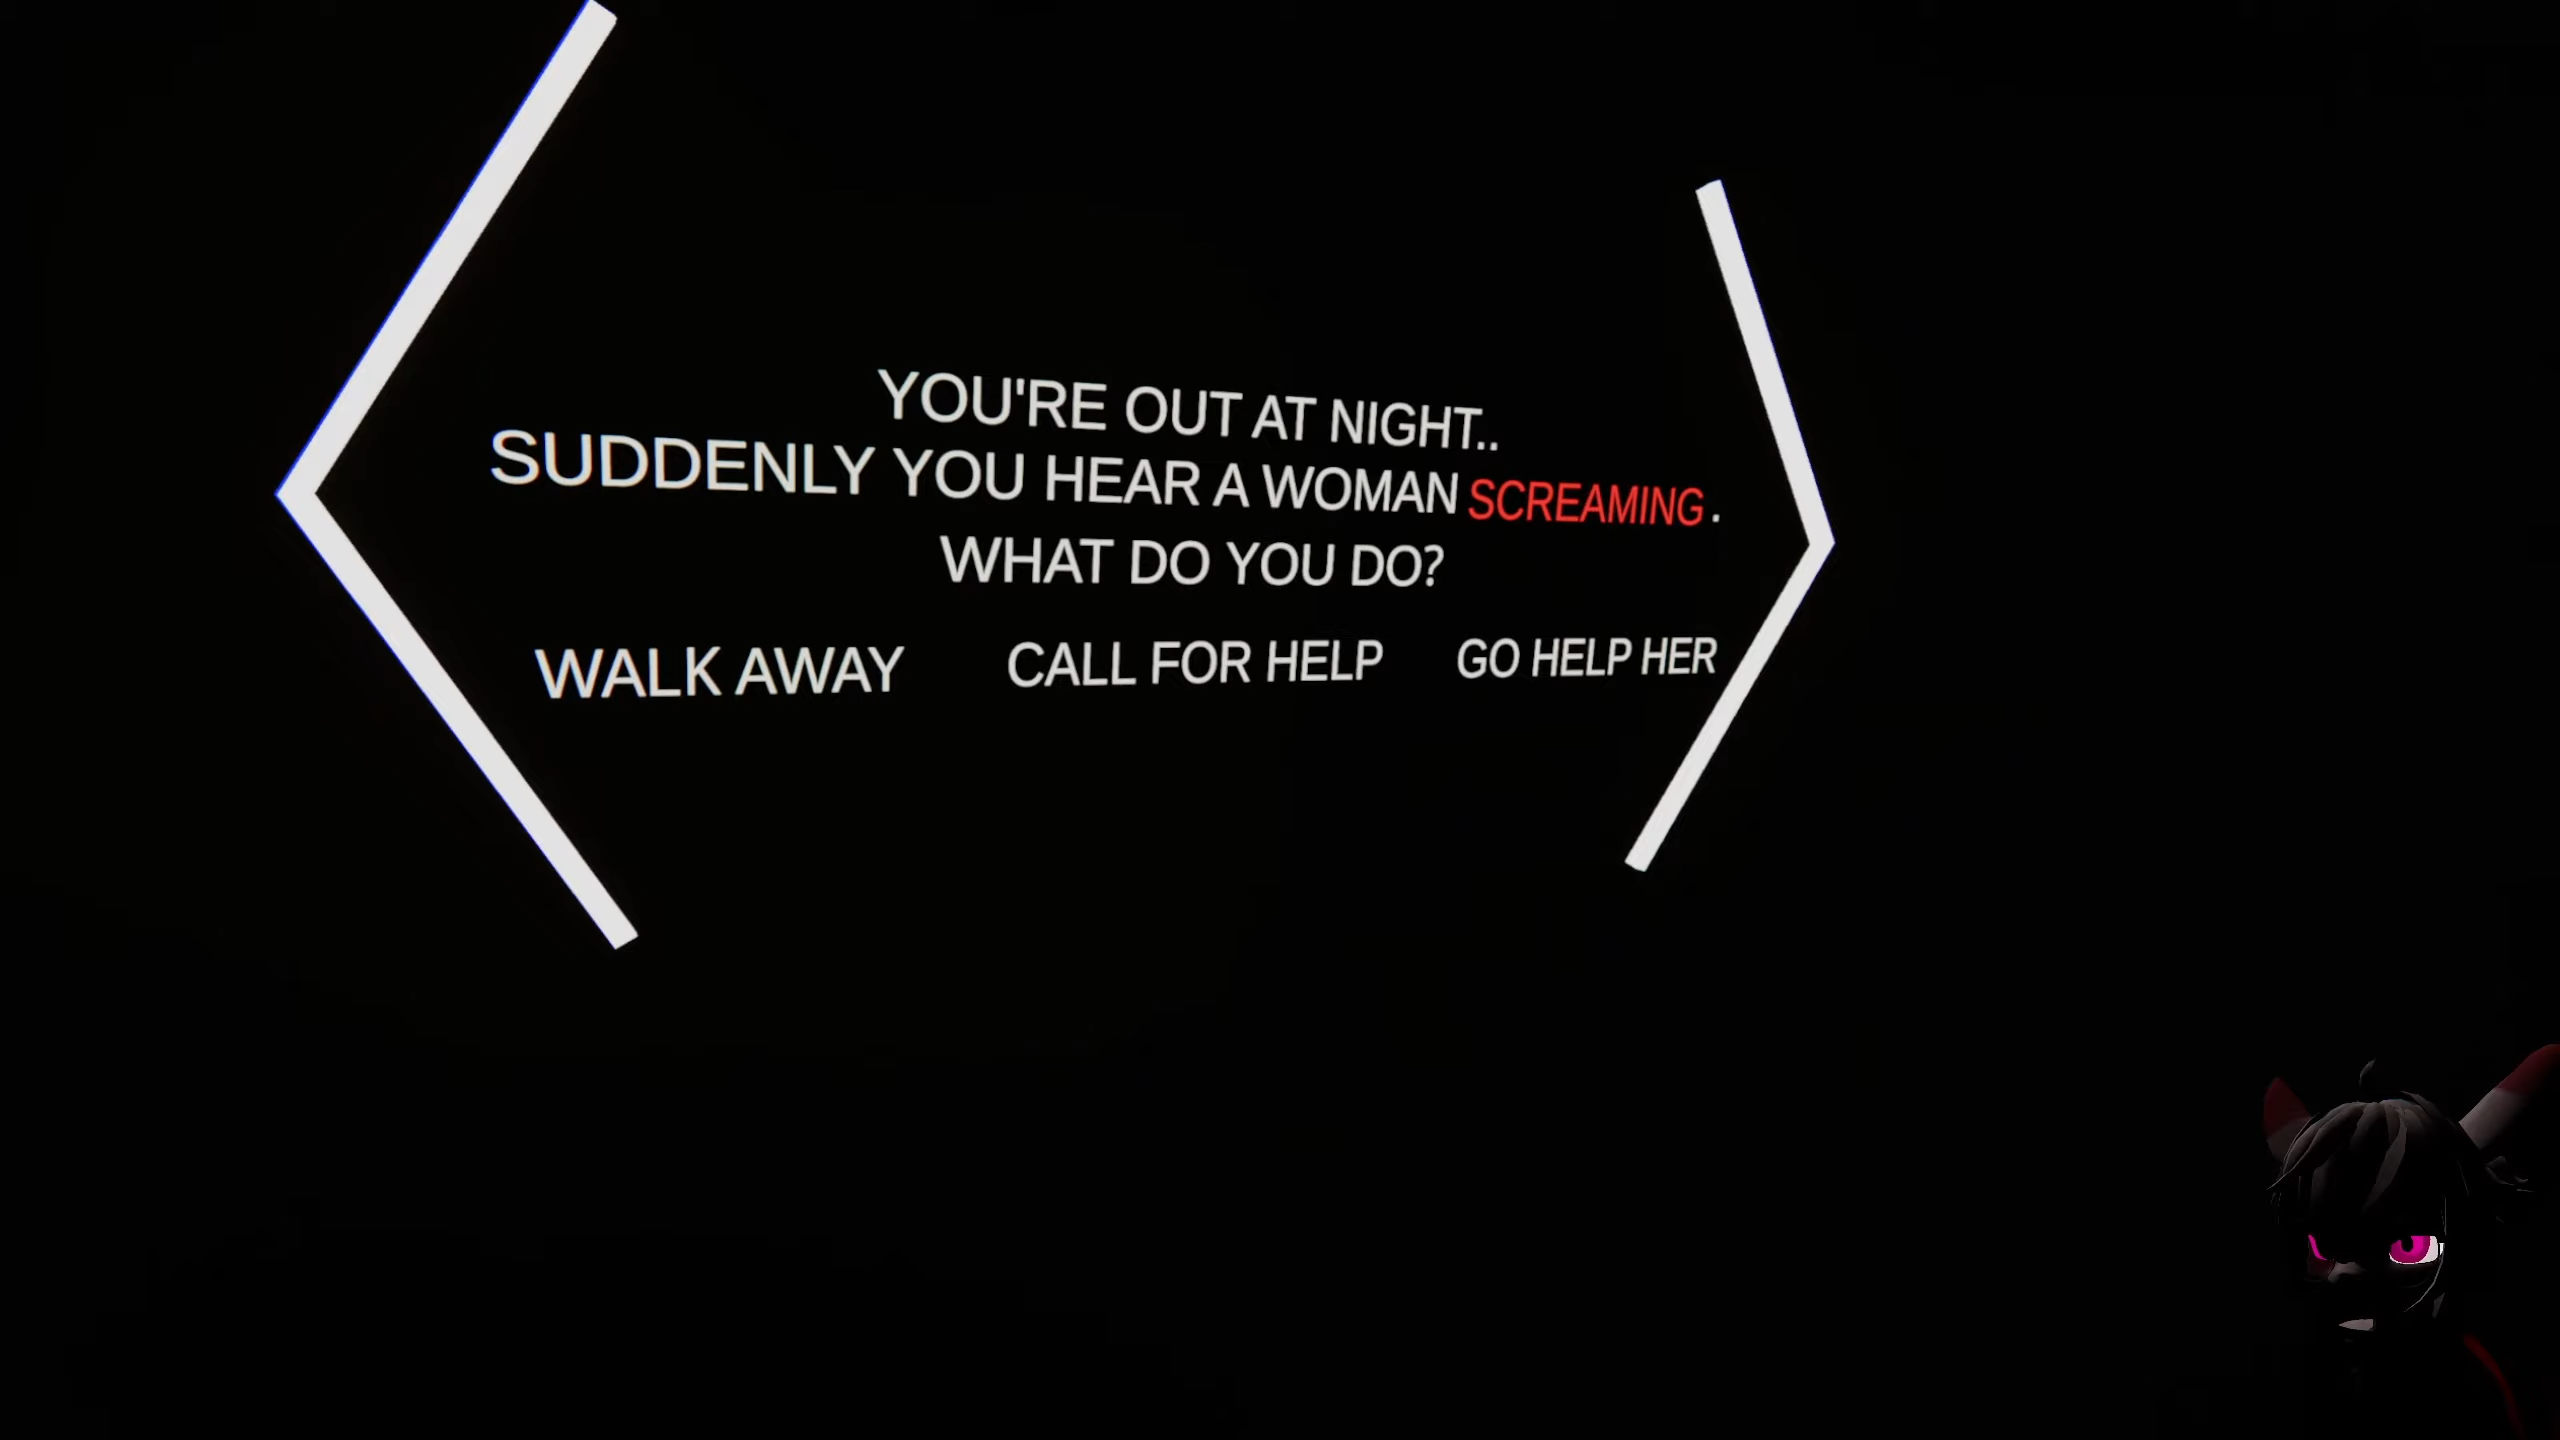 YOU'RE OUT AT NIGHT..
SUDDENLY YOU HEAR A WOMAN SCREAMING .
WHAT DO YOU DO?
WALK AWAY CALL FOR HELP GO HELP HER